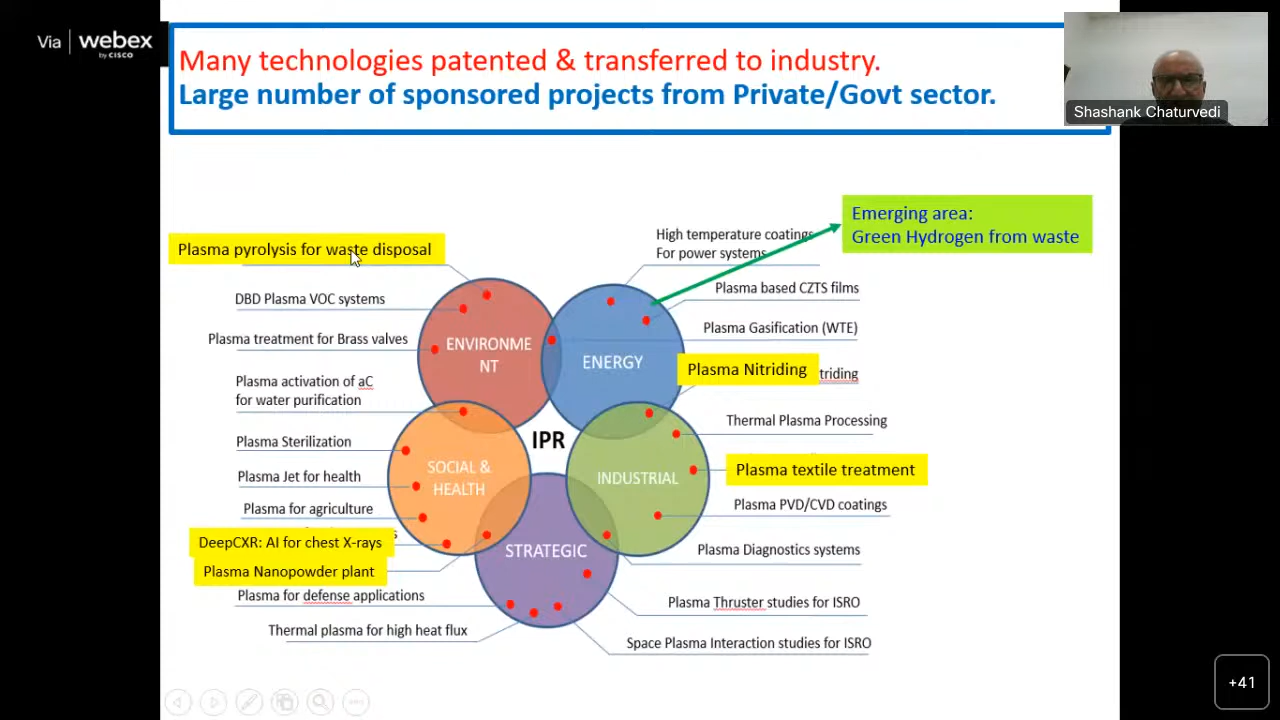 Via | webex
by CISCO
Many technologies patented & transferred to industry.
Large number of sponsored projects from Private/Govt sector.
Shashank Chaturvedi
Emerging area:
Green Hydrogen from waste
High temperature coatings
For power systems
Plasma pyrolysis for waste disposal
Plasma based CZTS films
DBD Plasma VOC systems
Plasma Gasification (WTE)
Plasma treatment for Brass valves
ENVIRONME
NT
ENERGY
Plasma Nitriding
triding
Plasma activation of aC
for water purification
Thermal Plasma Processing
IPR
Plasma Sterilization
SOCIAL &
HEALTH
INDUSTRIAL
Plasma textile treatment
Plasma Jet for health
Plasma for agriculture
Plasma PVD/CVD coatings
DeepCXR: AI for chest X-rays
s
STRATEGIC
Plasma Diagnostics systems
Plasma Nanopowder plant
Plasma for defense applications
Plasma Thruster studies for ISRO
Thermal plasma for high heat flux
Space Plasma Interaction studies for ISRO
+41